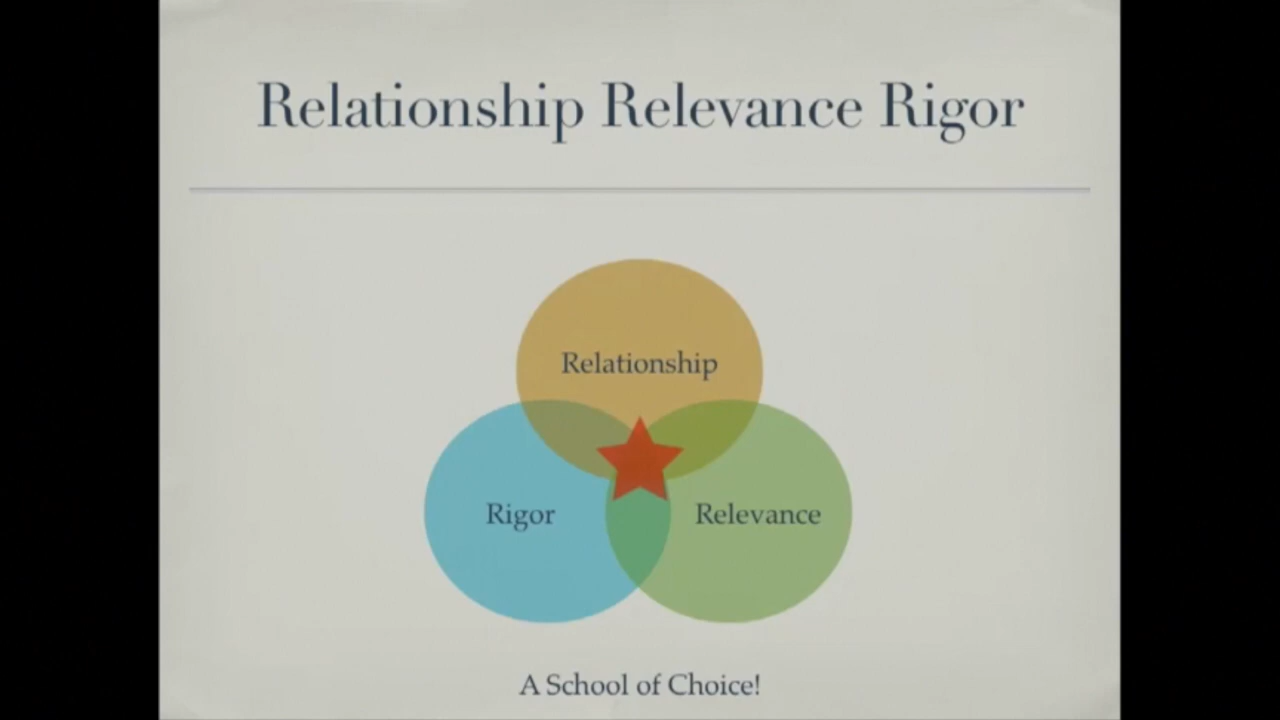 Relationship Relevance Rigor
Relationship
Rigor
Relevance
A School of Choice!